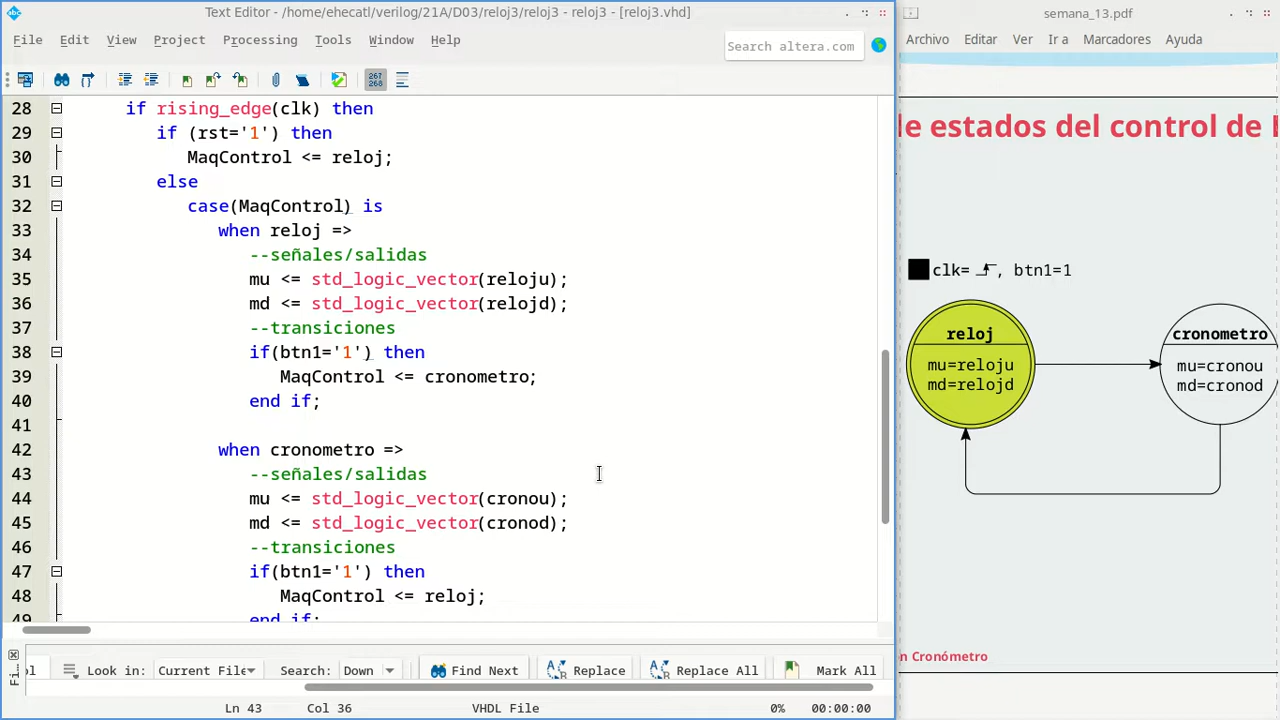 Text Editor - /home/ehecatl/verilog/21A/D03/reloj3/reloj3 - reloj3 - [reloj3.vhd]
File Edit View Project Processing Tools Window Help
Search altera.com
28 if rising_edge(clk) then
29 if (rst='1') then
30 MaqControl <= reloj;
31 else
32 case(MaqControl) is
33 when reloj =>
34 --señales/salidas
35 mu <= std_logic_vector(reloju);
36 md <= std_logic_vector(relojd);
37 --transiciones
38 if(btn1='1') then
39 MaqControl <= cronometro;
40 end if;
41
42 when cronometro =>
43 --señales/salidas
44 mu <= std_logic_vector(cronou);
45 md <= std_logic_vector(cronod);
46 --transiciones
47 if(btn1='1') then
48 MaqControl <= reloj;
49 end if;
Look in: Current File Search: Down Find Next Replace Replace All Mark All
Ln 43 Col 36 VHDL File 0% 00:00:00
semana_13.pdf
Archivo Editar Ver Ir a Marcadores Ayuda
de estados del control de
clk= , btn1=1
reloj
mu=reloju
md=relojd
cronometro
mu=cronou
md=cronod
en Cronómetro